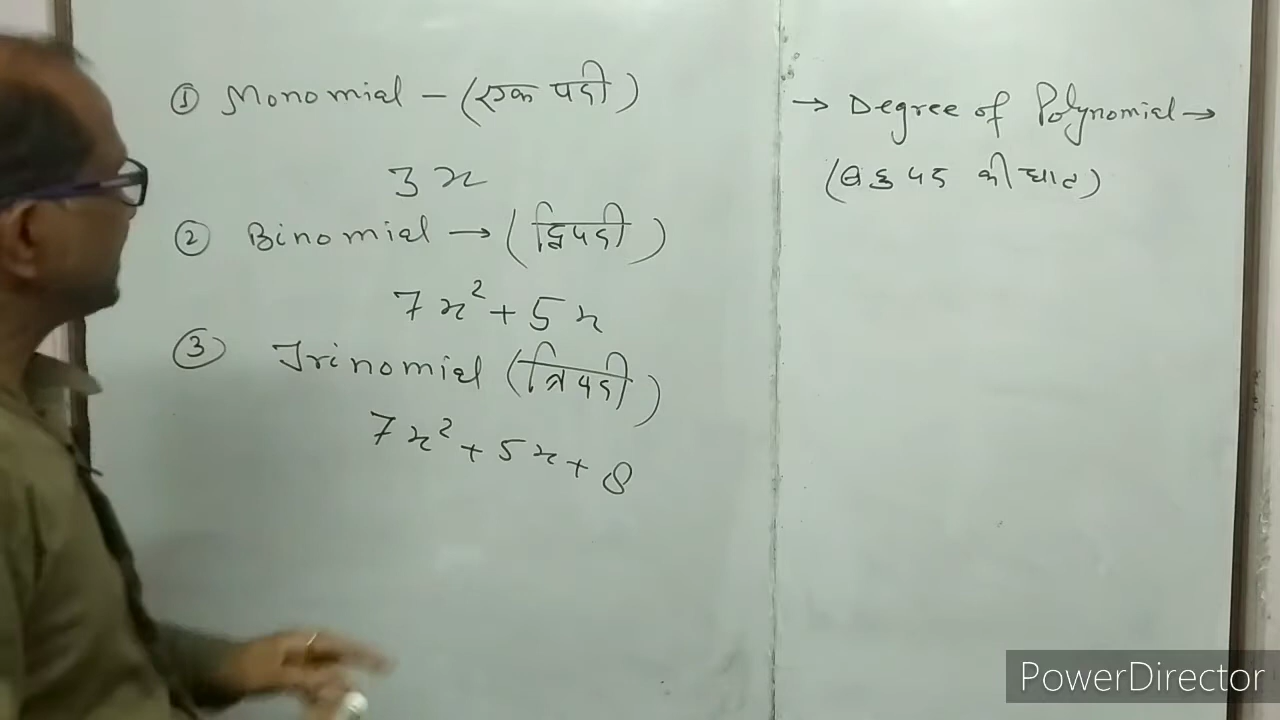 ① Monomial - (एक पदी)
3x
② Binomial → (द्विपदी)
7x² + 5x
③ Trinomial (त्रिपदी)
7x² + 5x + 8
→ Degree of Polynomial →
(बहुपद की घात)
PowerDirector